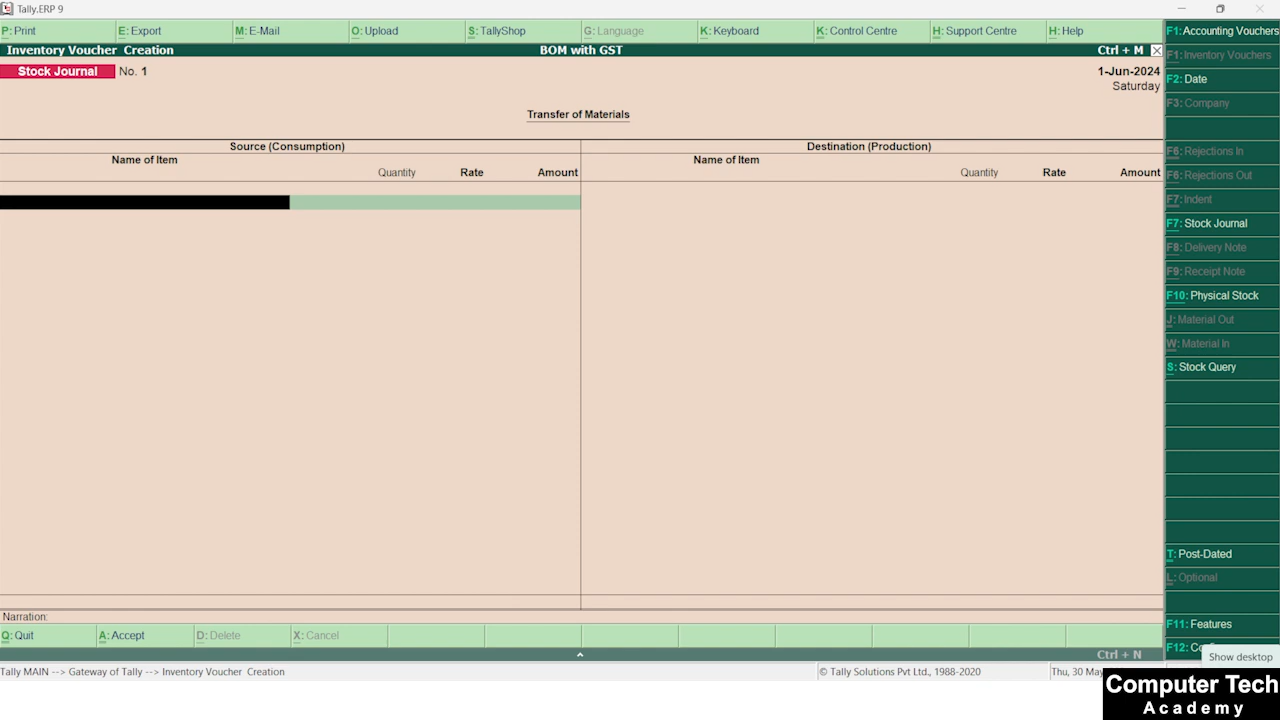 Tally.ERP 9
P: Print E: Export M: E-Mail O: Upload S: TallyShop G: Language K: Keyboard K: Control Centre H: Support Centre H: Help
Inventory Voucher Creation BOM with GST Ctrl + M
Stock Journal No. 1 1-Jun-2024
Saturday
Transfer of Materials
Source (Consumption) Destination (Production)
Name of Item Name of Item
Quantity Rate Amount Quantity Rate Amount
Narration:
Q: Quit A: Accept D: Delete X: Cancel
Ctrl + N
Tally MAIN --> Gateway of Tally --> Inventory Voucher Creation © Tally Solutions Pvt Ltd., 1988-2020 Thu, 30 May
F1: Accounting Vouchers
F1: Inventory Vouchers
F2: Date
F3: Company
F6: Rejections In
F6: Rejections Out
F7: Indent
F7: Stock Journal
F8: Delivery Note
F9: Receipt Note
F10: Physical Stock
J: Material Out
W: Material In
S: Stock Query
T: Post-Dated
L: Optional
F11: Features
F12:
Show desktop
Computer Tech
Academy